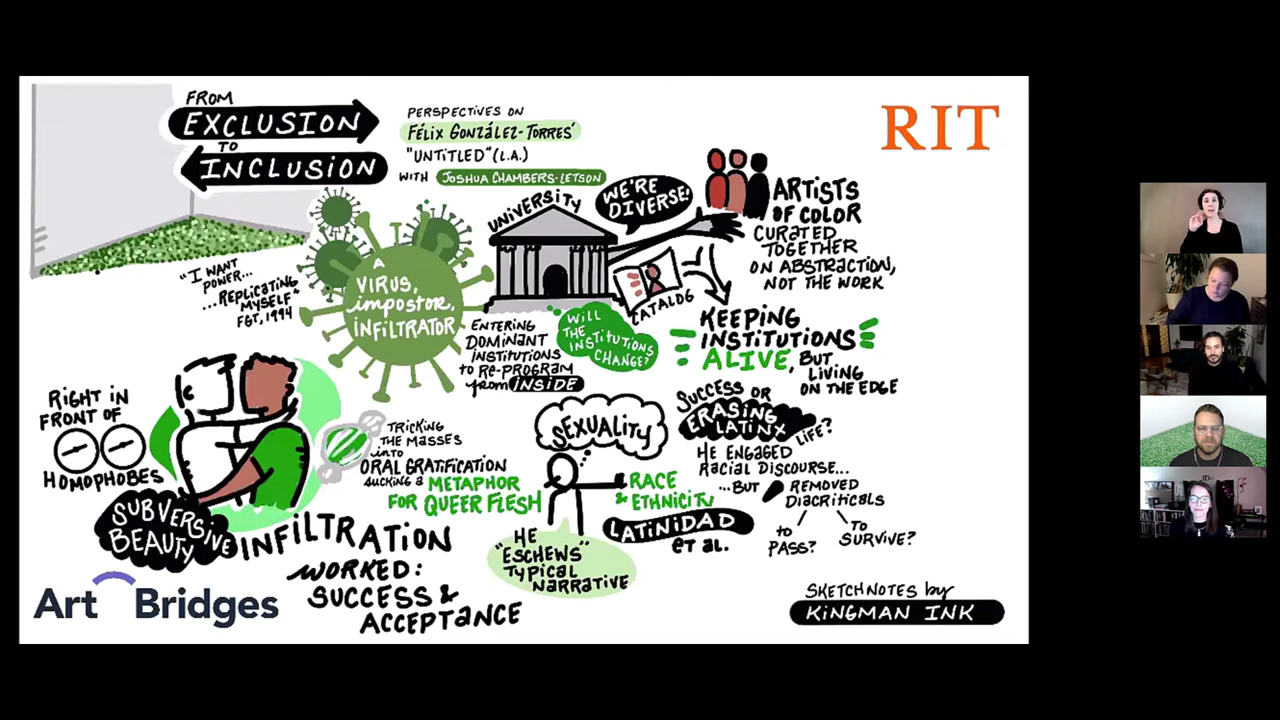 FROM
EXCLUSION
TO
INCLUSION
PERSPECTIVES ON
FÉLIX GONZÁLEZ-TORRES'
"UNTITLED" (L.A.)
WITH JOSHUA CHAMBERS-LETSON
RIT
"I WANT
POWER...
...REPLICATING
MYSELF"
FGT, 1994
A
VIRUS,
impostor,
INFILTRATOR
UNIVERSITY
WE'RE
DIVERSE!
ARTISTS
OF COLOR
CURATED
TOGETHER
ON ABSTRACTION,
NOT THE WORK
CATALOG
ENTERING
DOMINANT
INSTITUTIONS
to RE-PROGRAM
from INSIDE
WILL
THE
INSTITUTIONS
CHANGE?
KEEPING
INSTITUTIONS
ALIVE, BUT
LIVING
ON THE EDGE
RIGHT IN
FRONT OF
HOMOPHOBES
SUBVERSIVE
BEAUTY
TRICKING
THE MASSES
into
ORAL GRATIFICATION
SUCKING a METAPHOR
FOR QUEER FLESH
INFILTRATION
WORKED:
SUCCESS &
ACCEPTANCE
SEXUALITY
RACE
& ETHNICITY
LATINIDAD
et al.
HE
"ESCHEWS"
TYPICAL
NARRATIVE
SUCCESS OR
ERASING
LATINX
LIFE?
HE ENGAGED
RACIAL DISCOURSE...
...BUT REMOVED
DIACRITICALS
to
PASS?
TO
SURVIVE?
Art Bridges
SKETCHNOTES by
KINGMAN INK